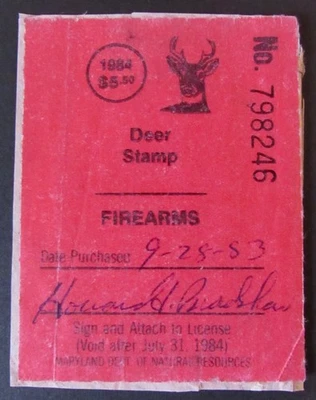 1984
$5.50
No. 798246
Deer
Stamp
FIREARMS
Date Purchased 9-28-83
Howard H. Bradshaw
Sign and Attach to License
(Void after July 31, 1984)
MARYLAND DEPT. OF NATURAL RESOURCES